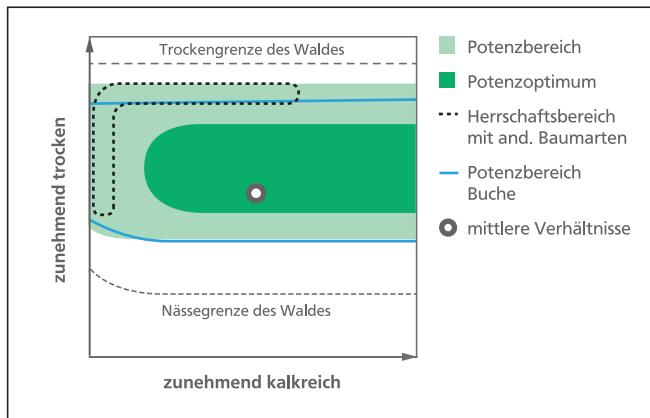 Trockengrenze des Waldes
zunehmend trocken
Nässegrenze des Waldes
zunehmend kalkreich
Potenzbereich
Potenzoptimum
Herrschaftsbereich
mit and. Baumarten
Potenzbereich
Buche
mittlere Verhältnisse